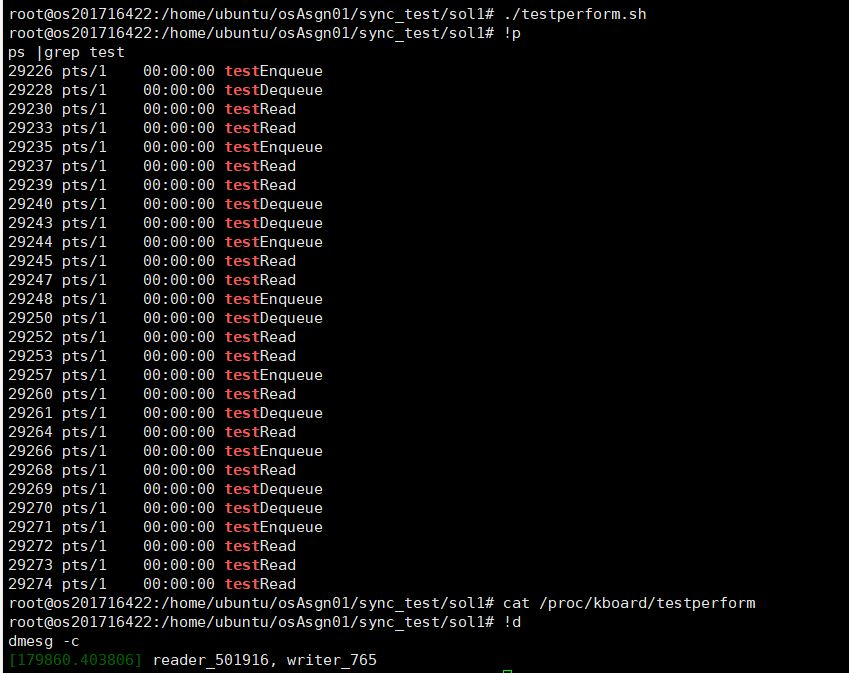 root@os201716422:/home/ubuntu/osAsgn01/sync_test/sol1# ./testperform.sh
root@os201716422:/home/ubuntu/osAsgn01/sync_test/sol1# !p
ps |grep test
29226 pts/1    00:00:00 testEnqueue
29228 pts/1    00:00:00 testDequeue
29230 pts/1    00:00:00 testRead
29233 pts/1    00:00:00 testRead
29235 pts/1    00:00:00 testEnqueue
29237 pts/1    00:00:00 testRead
29239 pts/1    00:00:00 testRead
29240 pts/1    00:00:00 testDequeue
29243 pts/1    00:00:00 testDequeue
29244 pts/1    00:00:00 testEnqueue
29245 pts/1    00:00:00 testRead
29247 pts/1    00:00:00 testRead
29248 pts/1    00:00:00 testEnqueue
29250 pts/1    00:00:00 testDequeue
29252 pts/1    00:00:00 testRead
29253 pts/1    00:00:00 testRead
29257 pts/1    00:00:00 testEnqueue
29260 pts/1    00:00:00 testRead
29261 pts/1    00:00:00 testDequeue
29264 pts/1    00:00:00 testRead
29266 pts/1    00:00:00 testEnqueue
29268 pts/1    00:00:00 testRead
29269 pts/1    00:00:00 testDequeue
29270 pts/1    00:00:00 testDequeue
29271 pts/1    00:00:00 testEnqueue
29272 pts/1    00:00:00 testRead
29273 pts/1    00:00:00 testRead
29274 pts/1    00:00:00 testRead
root@os201716422:/home/ubuntu/osAsgn01/sync_test/sol1# cat /proc/kboard/testperform
root@os201716422:/home/ubuntu/osAsgn01/sync_test/sol1# !d
dmesg -c
[179860.403806] reader_501916, writer_765